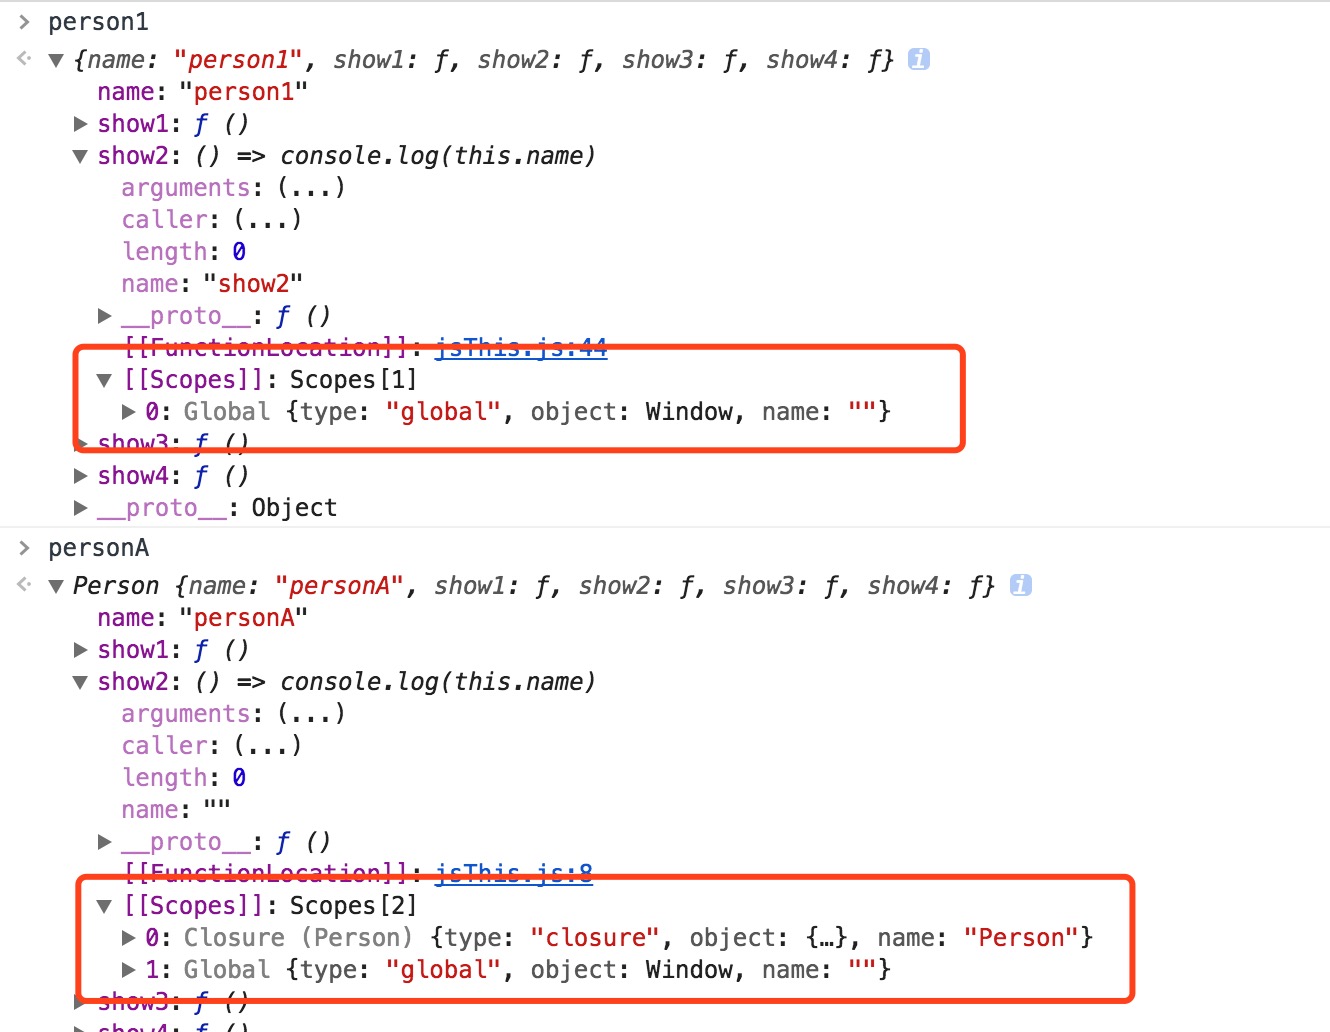 > person1
{name: "person1", show1: ƒ, show2: ƒ, show3: ƒ, show4: ƒ} i
name: "person1"
show1: ƒ ()
show2: () => console.log(this.name)
arguments: (...)
caller: (...)
length: 0
name: "show2"
__proto__: ƒ ()
[[FunctionLocation]]: jsThis.js:44
[[Scopes]]: Scopes[1]
0: Global {type: "global", object: Window, name: ""}
show3: ƒ ()
show4: ƒ ()
__proto__: Object
> personA
Person {name: "personA", show1: ƒ, show2: ƒ, show3: ƒ, show4: ƒ} i
name: "personA"
show1: ƒ ()
show2: () => console.log(this.name)
arguments: (...)
caller: (...)
length: 0
name: ""
__proto__: ƒ ()
[[FunctionLocation]]: jsThis.js:8
[[Scopes]]: Scopes[2]
0: Closure (Person) {type: "closure", object: {…}, name: "Person"}
1: Global {type: "global", object: Window, name: ""}
show3: ƒ ()
show4: ƒ ()